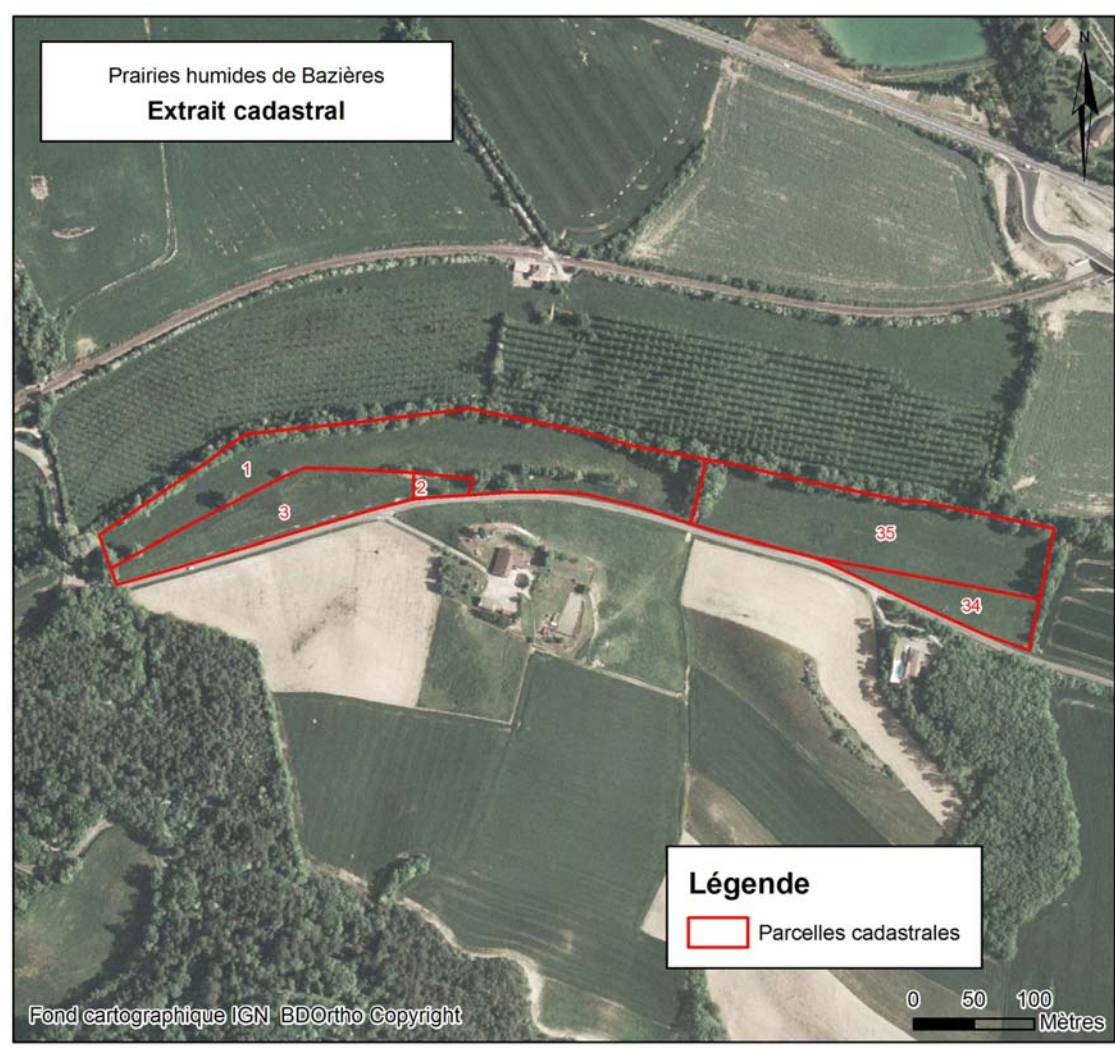 Prairies humides de Bazières
Extrait cadastral
N
1
2
3
35
34
Légende
Parcelles cadastrales
0 50 100
Mètres
Fond cartographique IGN BDOrtho Copyright